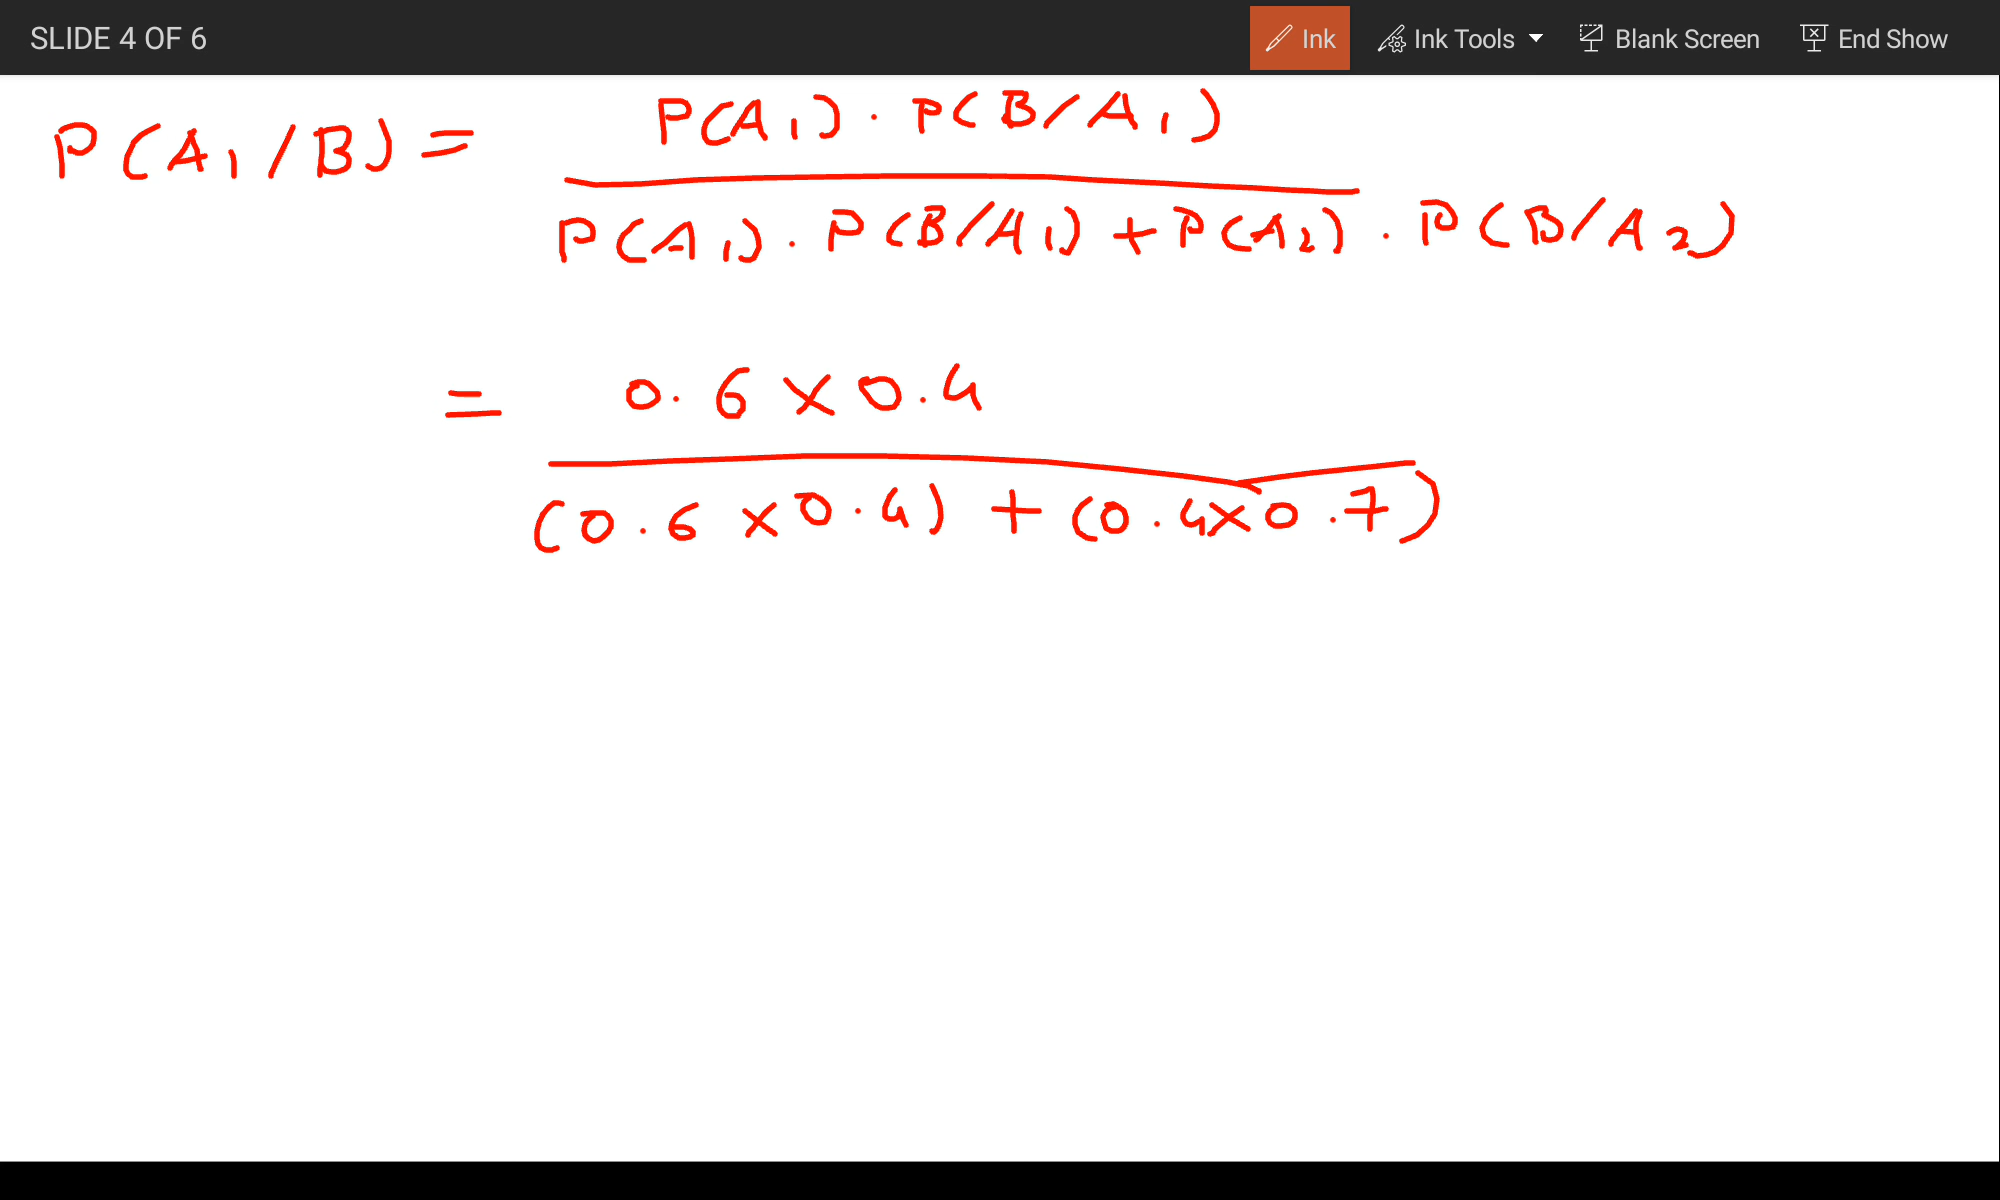 SLIDE 4 OF 6 Ink Ink Tools Blank Screen End Show
P(A₁/B) = P(A₁) . P(B/A₁)
P(A₁) . P(B/A₁) + P(A₂) . P(B/A₂)
= 0.6 × 0.4
(0.6 × 0.4) + (0.4 × 0.7)